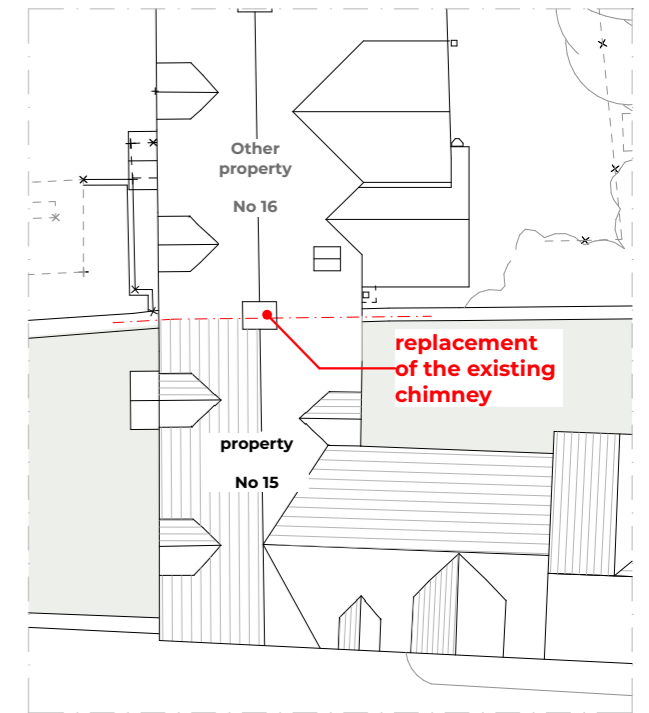 Other
property
No 16
replacement
of the existing
chimney
property
No 15